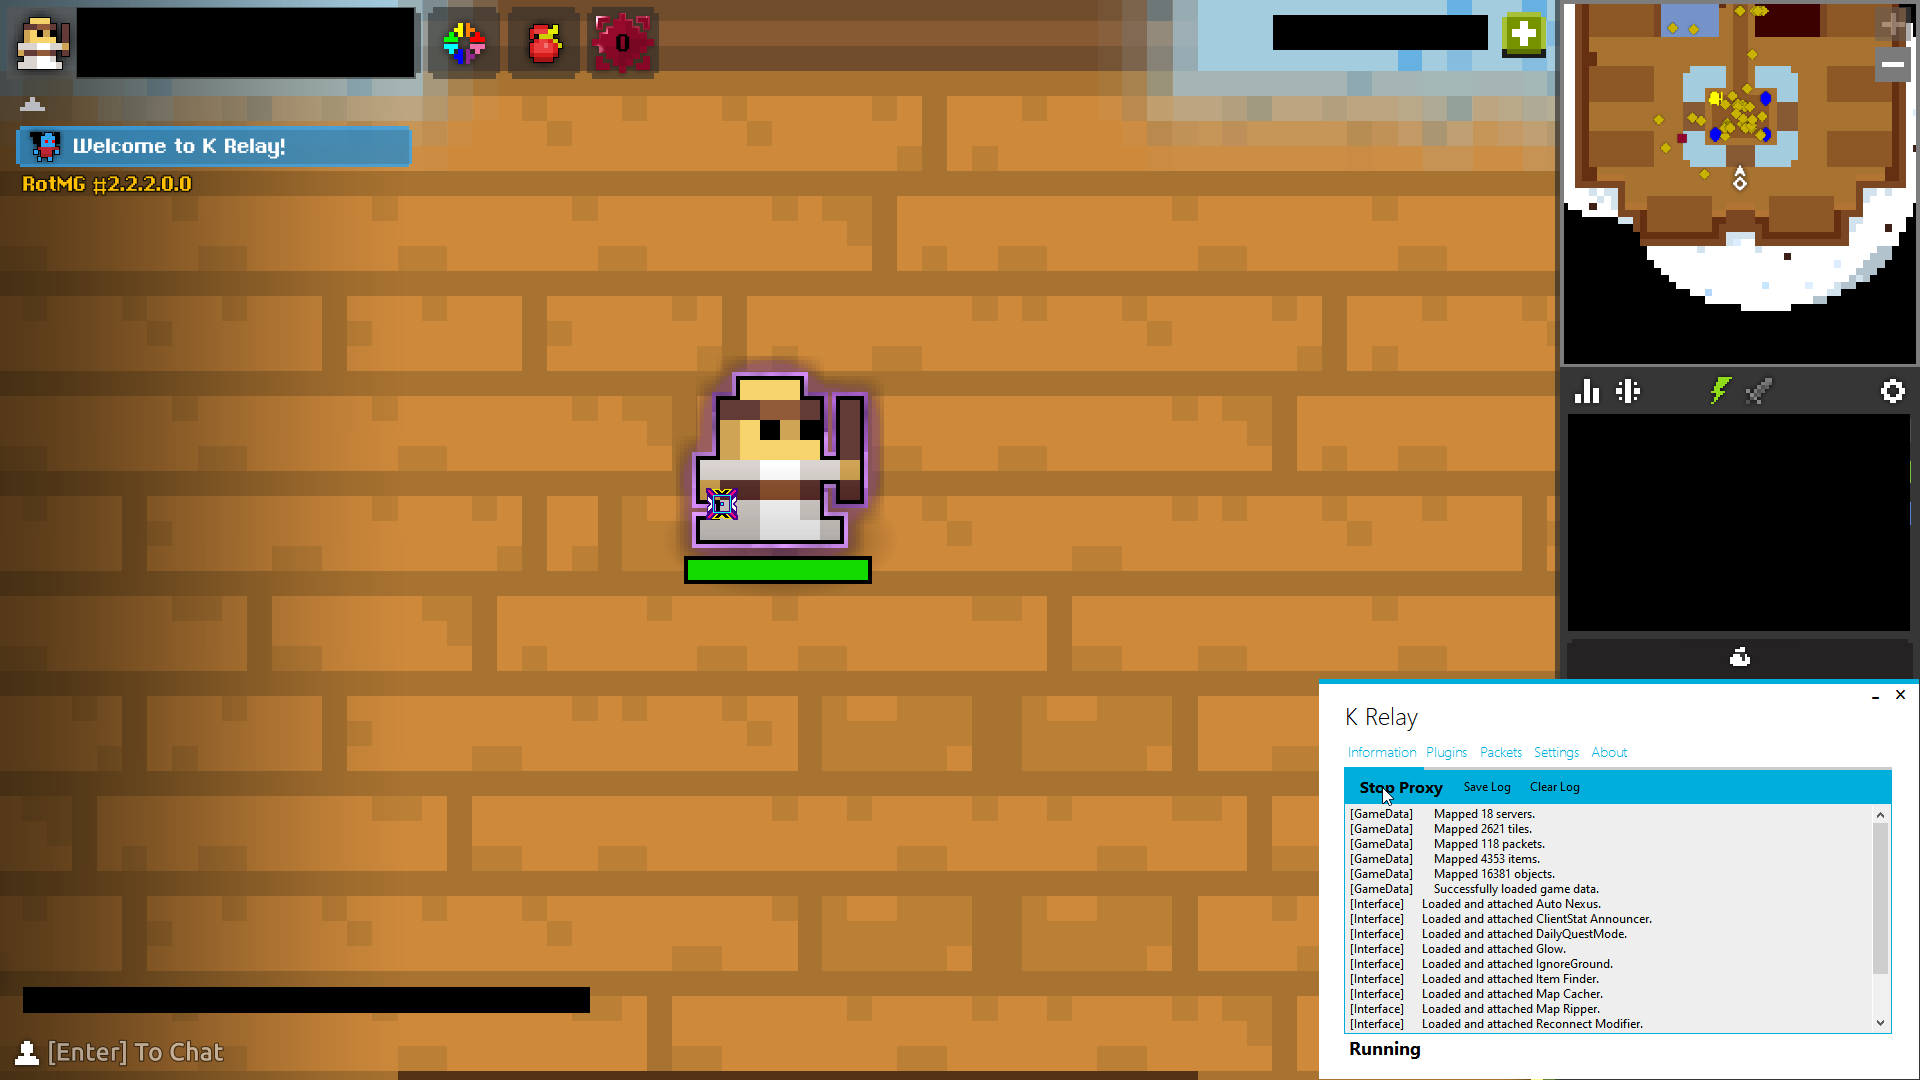 0
Welcome to K Relay!
RotMG #2.2.2.0.0
K Relay
Information Plugins Packets Settings About
Stop Proxy Save Log Clear Log
[GameData] Mapped 18 servers.
[GameData] Mapped 2621 tiles.
[GameData] Mapped 118 packets.
[GameData] Mapped 4353 items.
[GameData] Mapped 16381 objects.
[GameData] Successfully loaded game data.
[Interface] Loaded and attached Auto Nexus.
[Interface] Loaded and attached ClientStat Announcer.
[Interface] Loaded and attached DailyQuestMode.
[Interface] Loaded and attached Glow.
[Interface] Loaded and attached IgnoreGround.
[Interface] Loaded and attached Item Finder.
[Interface] Loaded and attached Map Cacher.
[Interface] Loaded and attached Map Ripper.
[Interface] Loaded and attached Reconnect Modifier.
Running
[Enter] To Chat